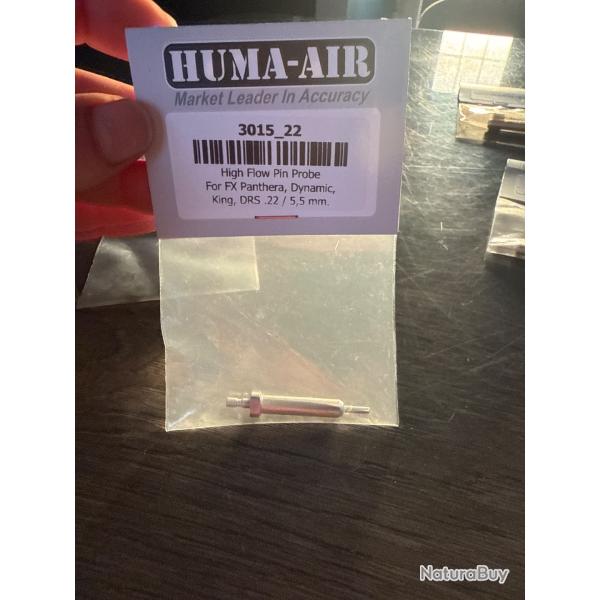 HUMA-AIR
Market Leader In Accuracy
3015_22
High Flow Pin Probe
For FX Panthera, Dynamic,
King, DRS .22 / 5,5 mm.
NaturaBuy